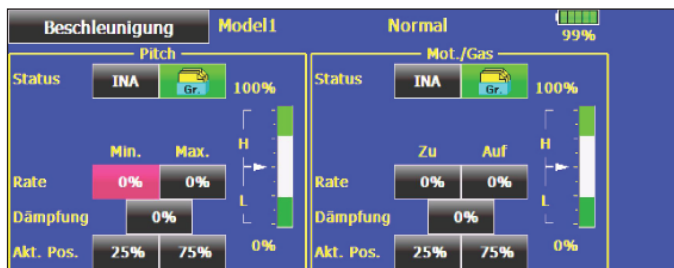 Beschleunigung Model1 Normal 99%
Pitch Mot./Gas
Status INA Gr. 100% Status INA Gr. 100%
Min. Max. H Zu Auf H
Rate 0% 0% Rate 0% 0%
L L
Dämpfung 0% Dämpfung 0%
Akt. Pos. 25% 75% 0% Akt. Pos. 25% 75% 0%